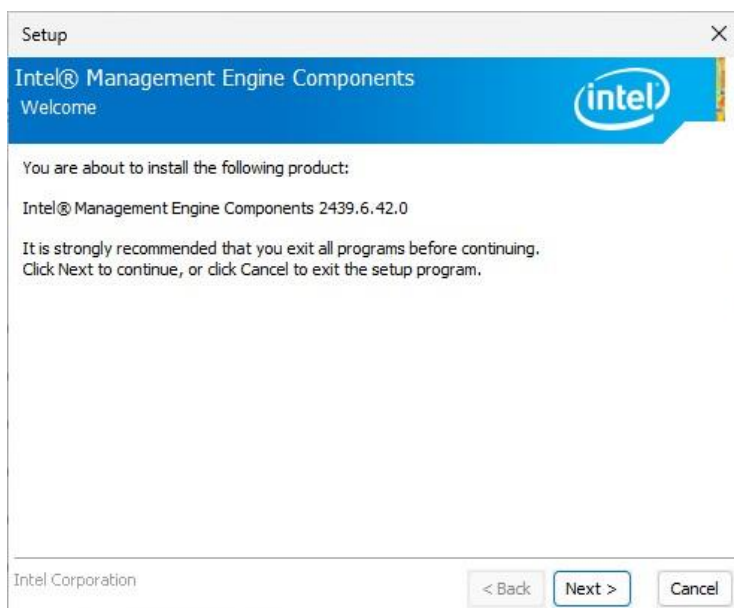 Setup
Intel® Management Engine Components
Welcome
intel
You are about to install the following product:
Intel® Management Engine Components 2439.6.42.0
It is strongly recommended that you exit all programs before continuing.
Click Next to continue, or click Cancel to exit the setup program.
Intel Corporation
< Back Next > Cancel